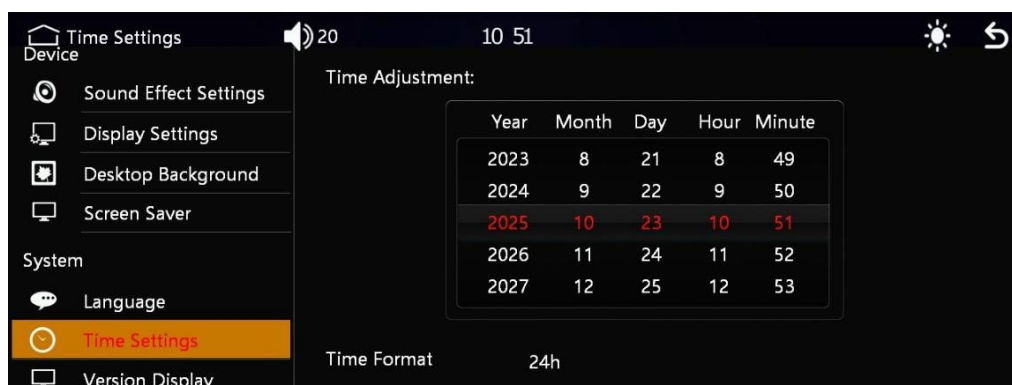 Time Settings 20 10 51
Device
Sound Effect Settings
Display Settings
Desktop Background
Screen Saver
System
Language
Time Settings
Version Display
Time Adjustment:
Year Month Day Hour Minute
2023 8 21 8 49
2024 9 22 9 50
2025 10 23 10 51
2026 11 24 11 52
2027 12 25 12 53
Time Format 24h